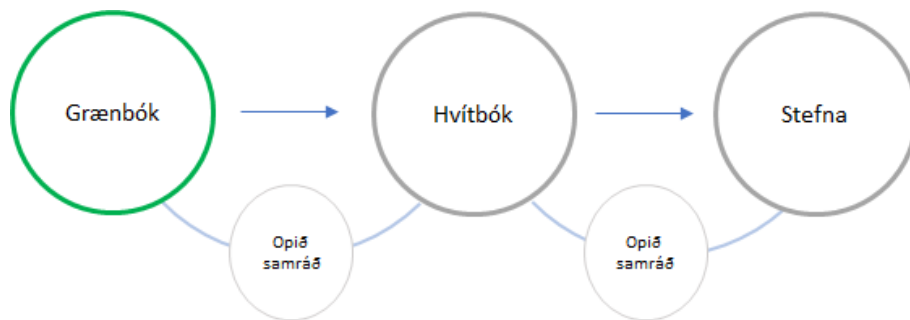 Grænbók
Hvítbók
Stefna
Opið
samráð
Opið
samráð